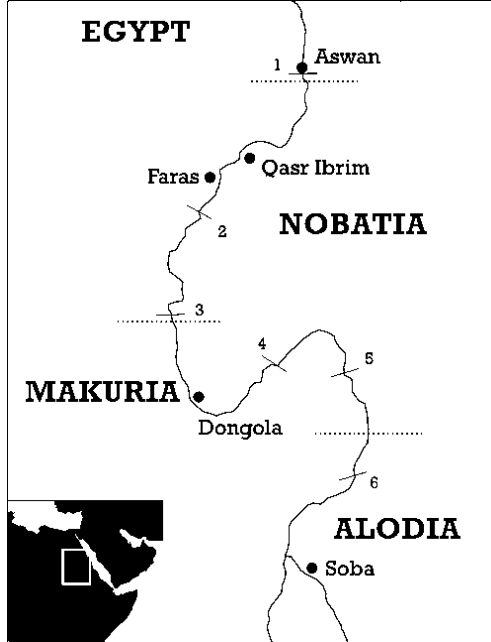 EGYPT
1
Aswan
Qasr Ibrim
Faras
2
NOBATIA
3
4
5
MAKURIA
Dongola
6
ALODIA
Soba